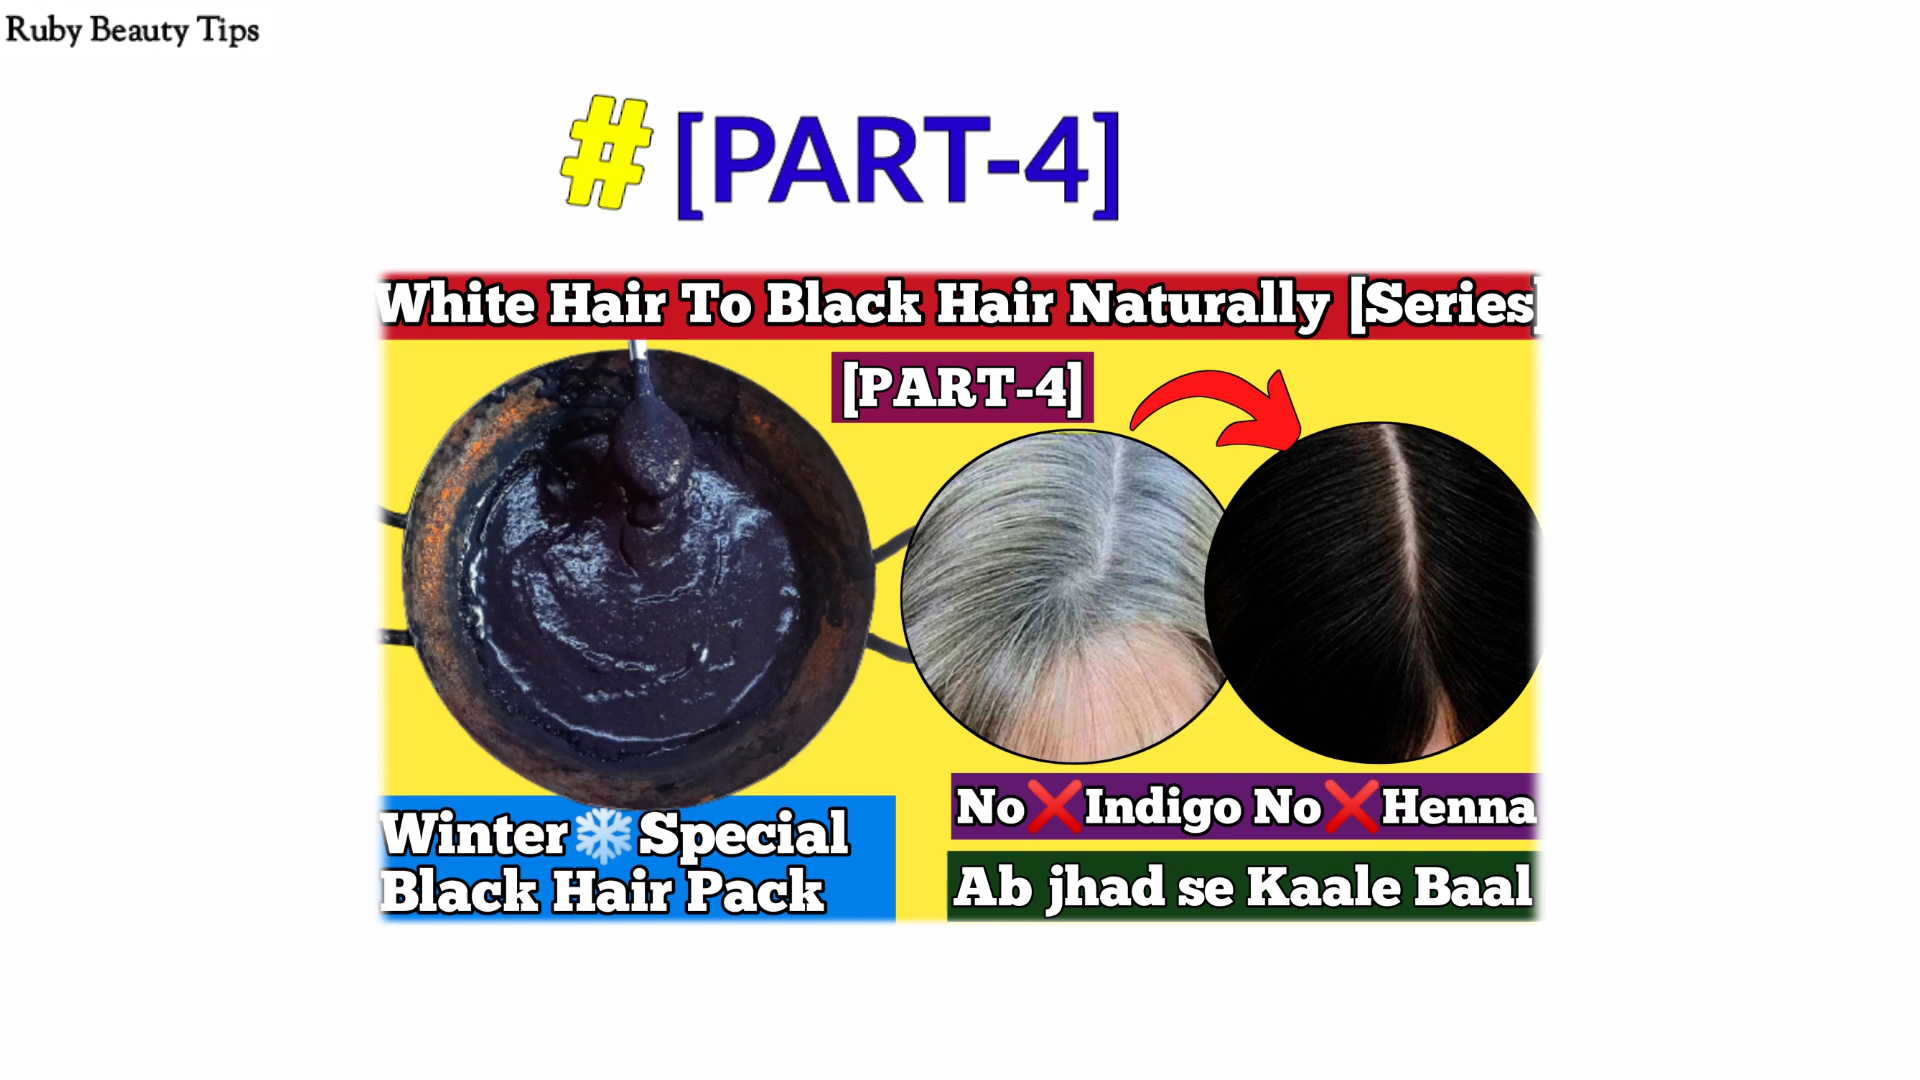 Ruby Beauty Tips
#[PART-4]
White Hair To Black Hair Naturally [Series]
[PART-4]
No❌Indigo No❌Henna
Winter❄️Special
Black Hair Pack
Ab jhad se Kaale Baal